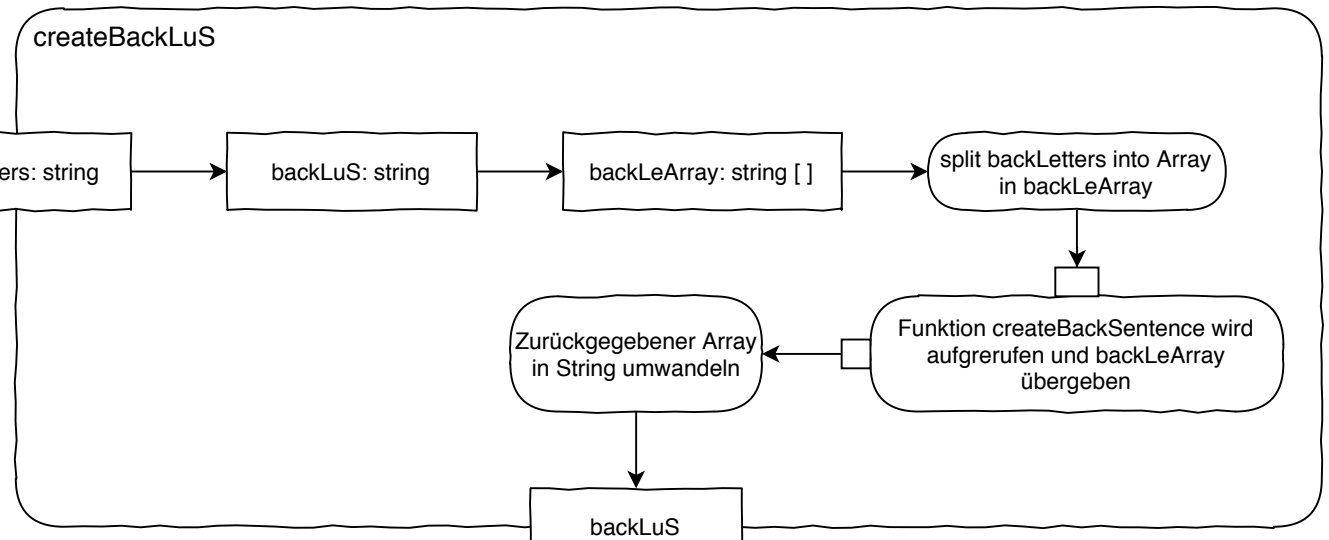 createBackLuS
ers: string
backLuS: string
backLeArray: string [ ]
split backLetters into Array
in backLeArray
Funktion createBackSentence wird
aufgrerufen und backLeArray
übergeben
Zurückgegebener Array
in String umwandeln
backLuS